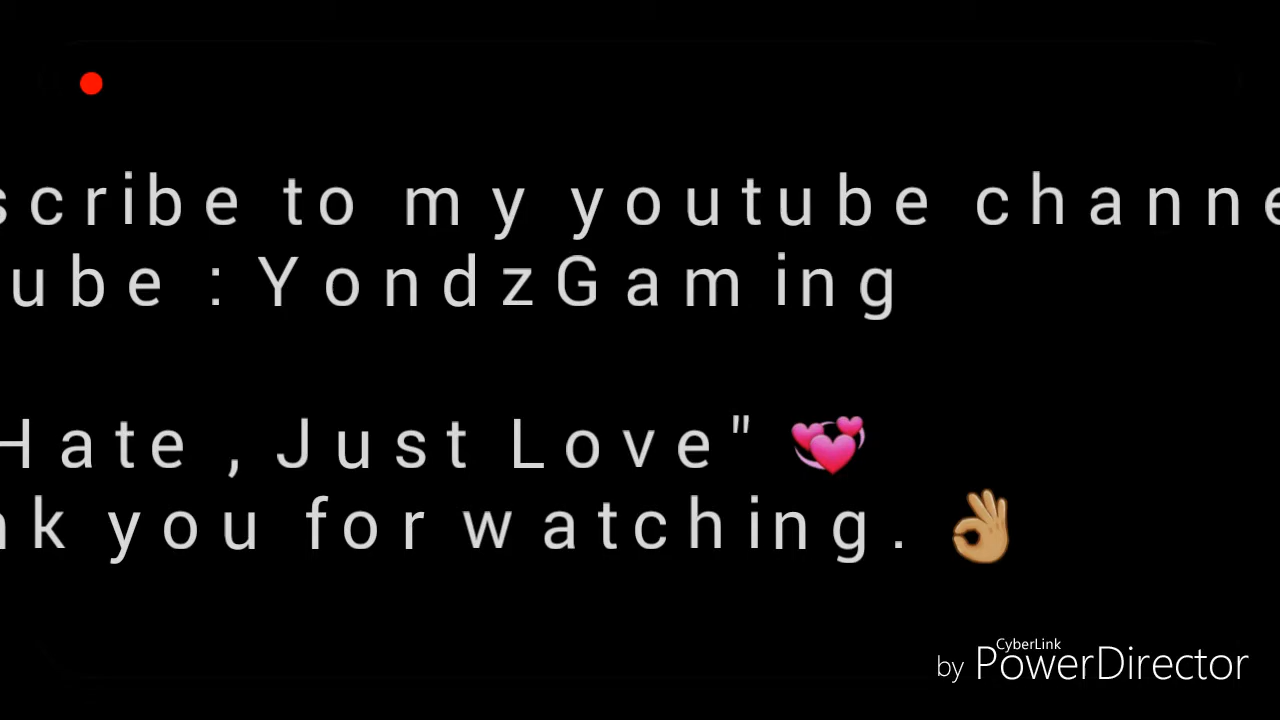 scribe to my youtube channe
ube : YondzGaming
Hate , Just Love" 💞
nk you for watching. 👌🏽
CyberLink
by PowerDirector